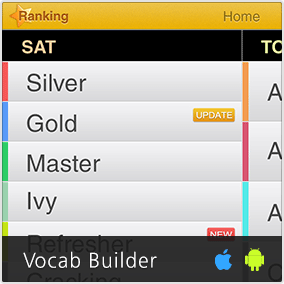 Ranking Home
SAT TO
Silver A
Gold UPDATE
Master A
Ivy A
Refresher NEW
Vocab Builder
Cracking A